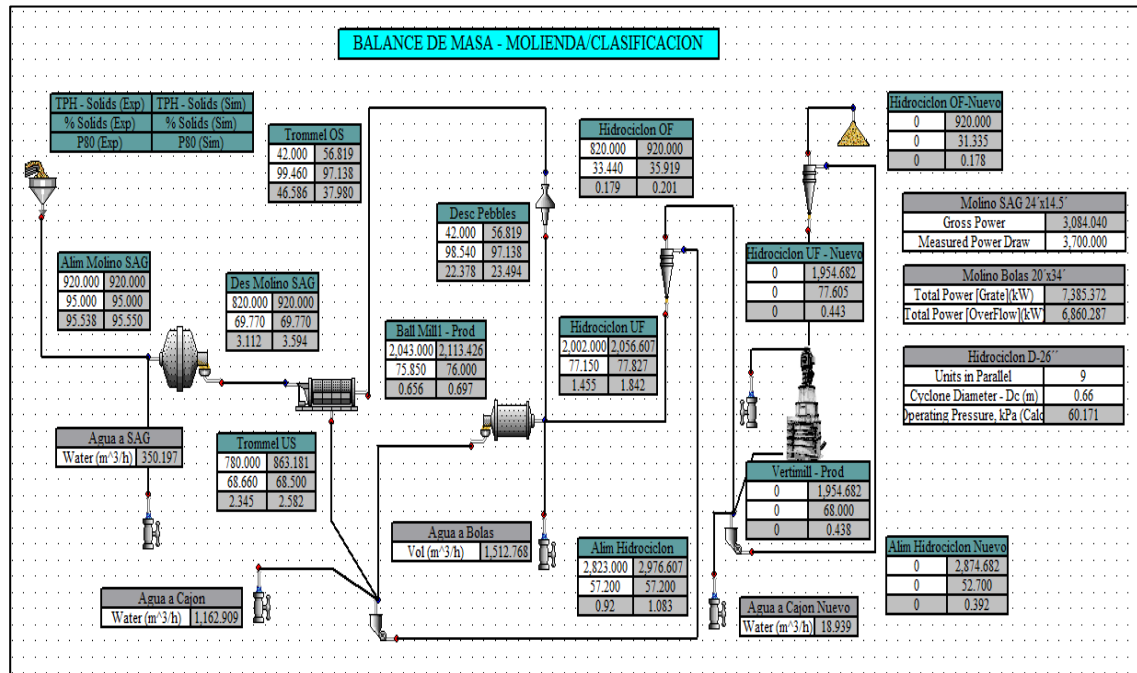 BALANCE DE MASA - MOLIENDA/CLASIFICACION
TPH - Solids (Exp) TPH - Solids (Sim)
% Solids (Exp) % Solids (Sim)
P80 (Exp) P80 (Sim)
Trommel OS
42.000 56.819
99.460 97.138
46.586 37.980
Hidrociclon OF
820.000 920.000
33.440 35.919
0.179 0.201
Hidrociclon OF-Nuevo
0 920.000
0 31.335
0 0.178
Desc Pebbles
42.000 56.819
98.540 97.138
22.378 23.494
Molino SAG 24´x14.5´
Gross Power 3,084.040
Measured Power Draw 3,700.000
Alim Molino SAG
920.000 920.000
95.000 95.000
95.538 95.550
Des Molino SAG
820.000 920.000
69.770 69.770
3.112 3.594
Hidrociclon UF - Nuevo
0 1,954.682
0 77.605
0 0.443
Molino Bolas 20´x34´
Total Power [Grate](kW) 7,385.372
Total Power [OverFlow](kW) 6,860.287
Ball Mill1 - Prod
2,043.000 2,113.426
75.850 76.000
0.656 0.697
Hidrociclon UF
2,002.000 2,056.607
77.150 77.827
1.455 1.842
Hidrociclon D-26´´
Units in Parallel 9
Cyclone Diameter - Dc (m) 0.66
Operating Pressure, kPa (Calc 60.171
Agua a SAG
Water (m^3/h) 350.197
Trommel US
780.000 863.181
68.660 68.500
2.345 2.582
Vertimill - Prod
0 1,954.682
0 68.000
0 0.438
Agua a Bolas
Vol (m^3/h) 1,512.768
Alim Hidrociclon
2,823.000 2,976.607
57.200 57.200
0.92 1.083
Alim Hidrociclon Nuevo
0 2,874.682
0 52.700
0 0.392
Agua a Cajon
Water (m^3/h) 1,162.909
Agua a Cajon Nuevo
Water (m^3/h) 18.939